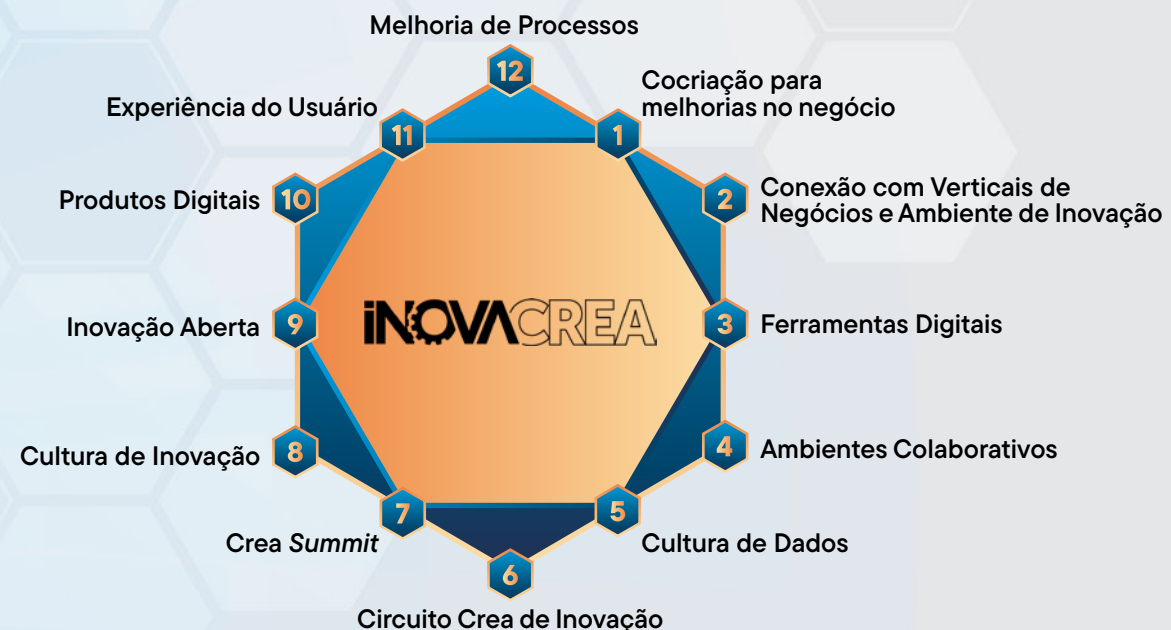 Melhoria de Processos
12
Cocriação para
melhorias no negócio
1
Experiência do Usuário
11
Produtos Digitais
10
2
Conexão com Verticais de
Negócios e Ambiente de Inovação
iNOVACREA
Inovação Aberta
9
3
Ferramentas Digitais
Cultura de Inovação
8
4
Ambientes Colaborativos
7
Crea Summit
5
Cultura de Dados
6
Circuito Crea de Inovação